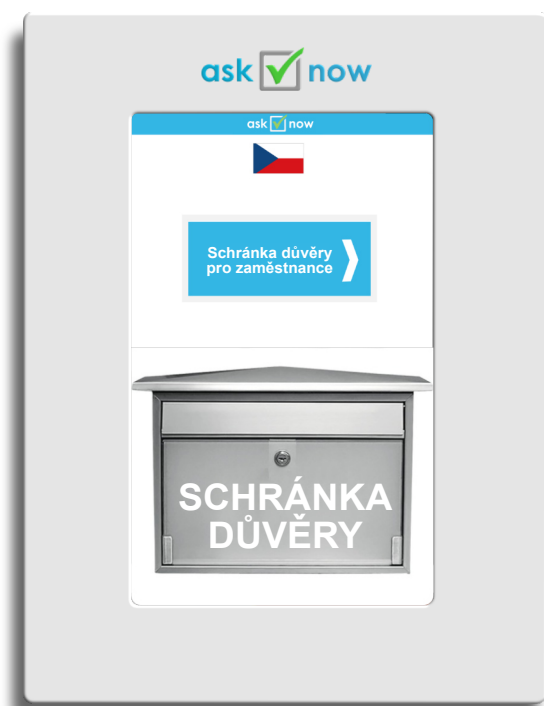 ask now
ask now
Schránka důvěry
pro zaměstnance
SCHRÁNKA
DŮVĚRY